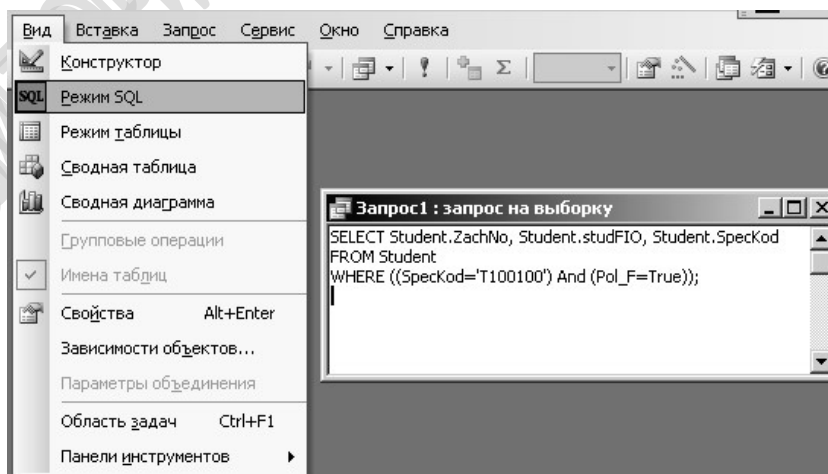 Вид Вставка Запрос Сервис Окно Справка
Конструктор
SQL Режим SQL
Режим таблицы
Сводная таблица
Сводная диаграмма
Групповые операции
Имена таблиц
Свойства Alt+Enter
Зависимости объектов...
Параметры объединения
Область задач Ctrl+F1
Панели инструментов
Запрос1 : запрос на выборку
SELECT Student.ZachNo, Student.studFIO, Student.SpecKod
FROM Student
WHERE ((SpecKod='T100100') And (Pol_F=True));